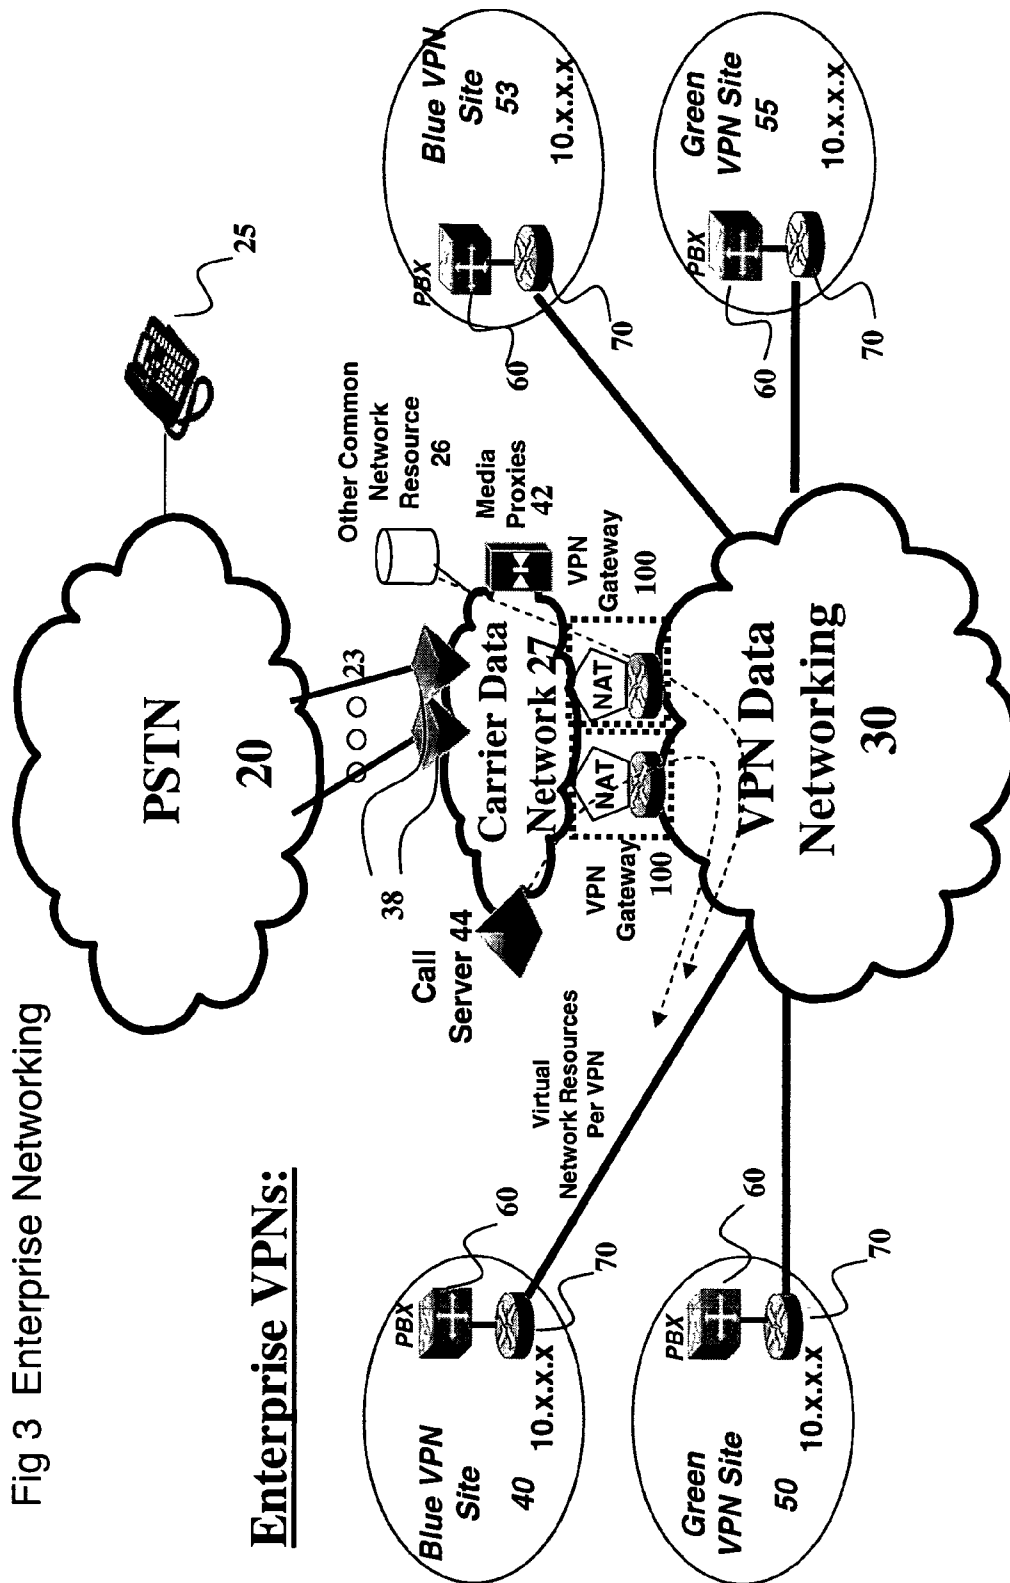 Fig 3 Enterprise Networking
Enterprise VPNs:
PSTN
20
25
23
38
Other Common
Network
Resource
26
Media
Proxies
42
Call
Server 44
Carrier Data
Network 27
VPN
Gateway
100
NAT
NAT
VPN
Gateway
100
VPN Data
Networking
30
Virtual
Network Resources
Per VPN
Blue VPN
Site
40
10.x.x.x
PBX
60
70
Green
VPN Site
50
10.x.x.x
PBX
60
70
Blue VPN
Site
53
10.x.x.x
PBX
60
70
Green
VPN Site
55
10.x.x.x
PBX
60
70